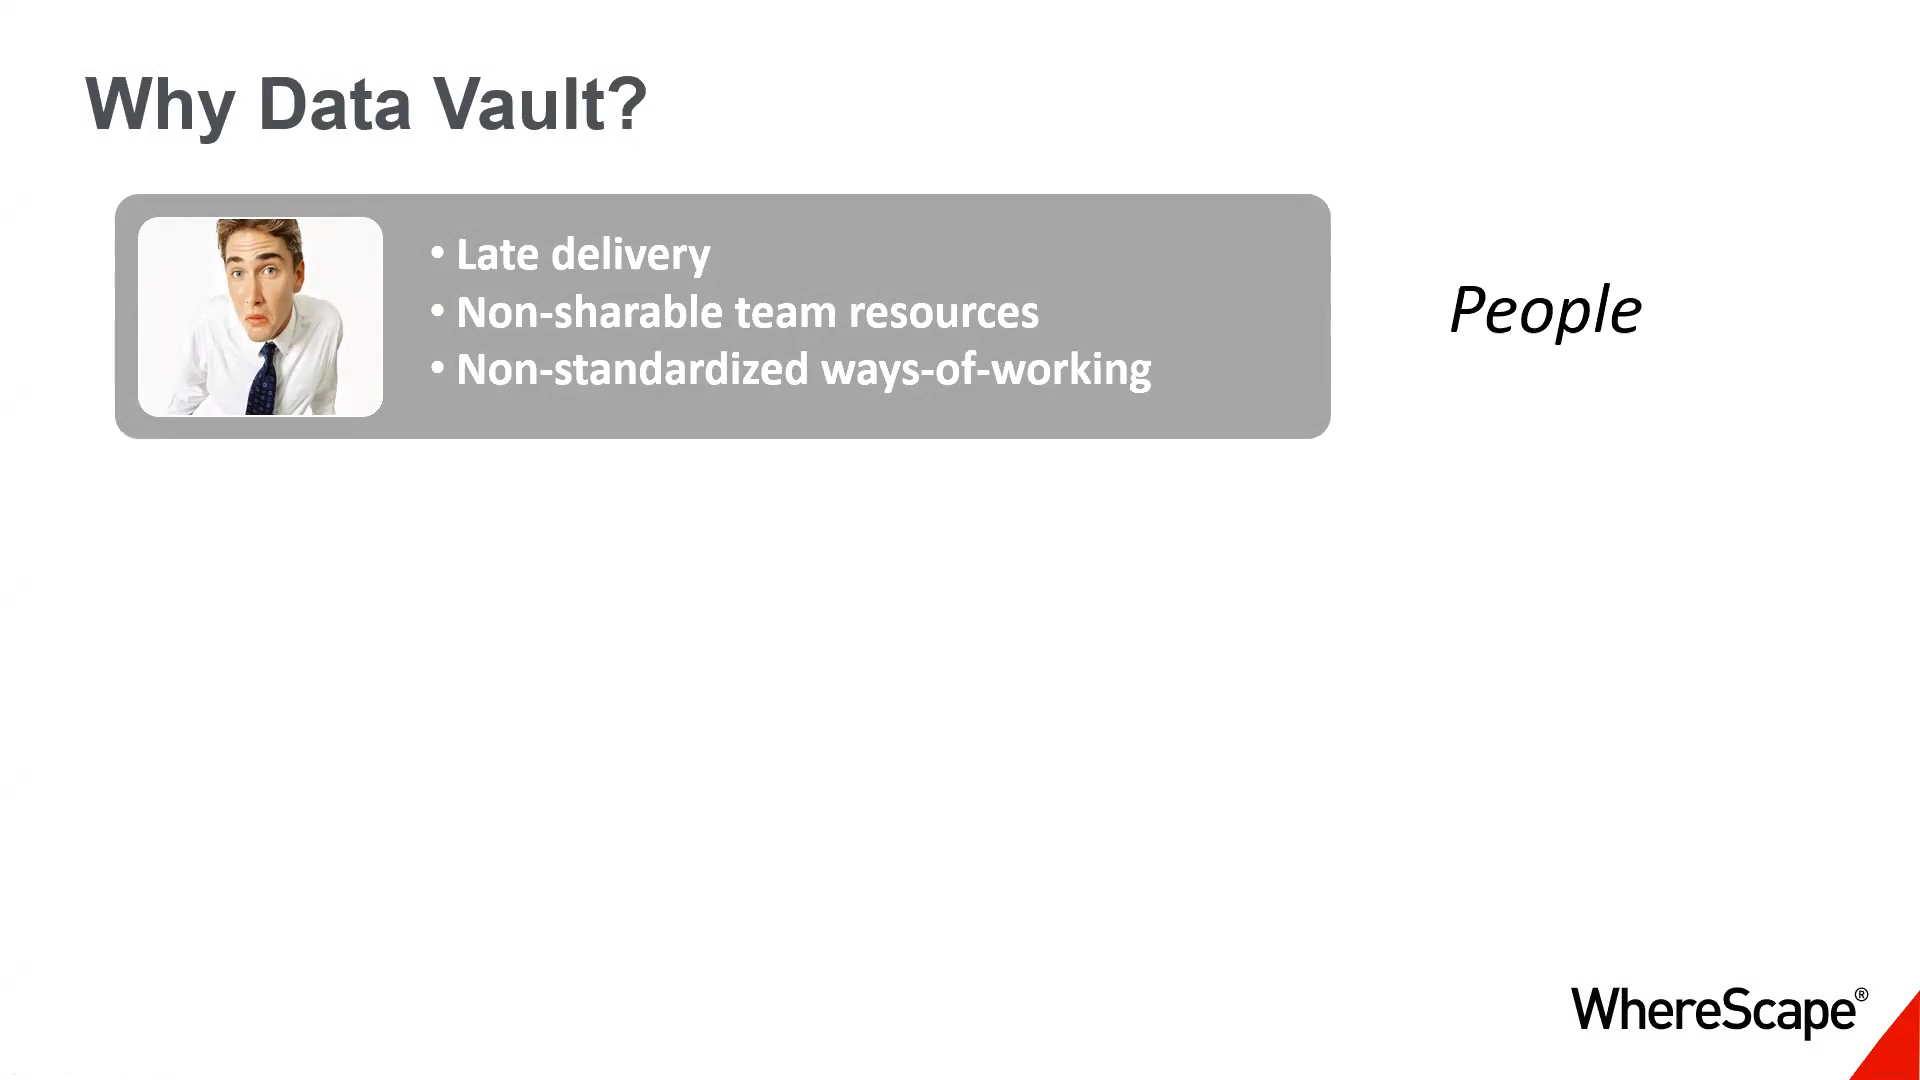 Why Data Vault?
• Late delivery
• Non-sharable team resources
• Non-standardized ways-of-working
People
WhereScape®